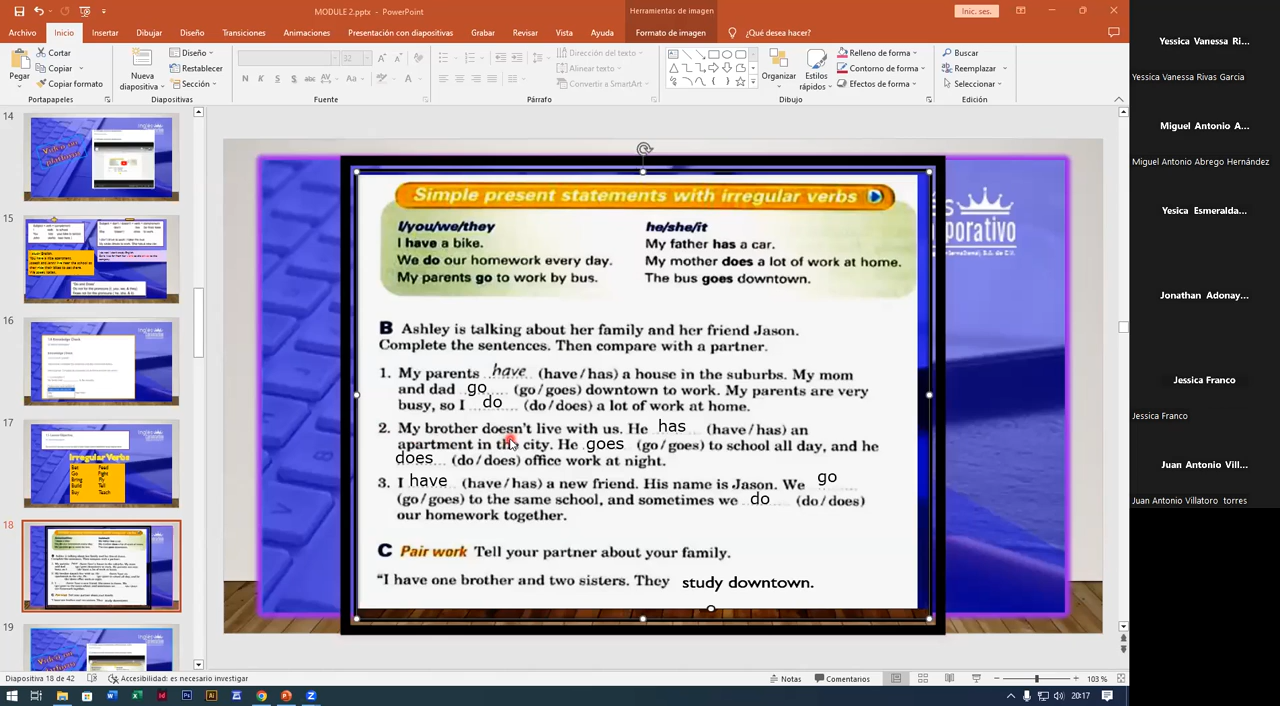 MODULE 2.pptx - PowerPoint
Herramientas de imagen
Inic. ses.
Archivo Inicio Insertar Dibujar Diseño Transiciones Animaciones Presentación con diapositivas Grabar Revisar Vista Ayuda Formato de imagen ¿Qué desea hacer?
Pegar
Cortar
Copiar
Copiar formato
Portapapeles
Nueva diapositiva
Diseño
Restablecer
Sección
Diapositivas
32
N K S S abc AV Aa A
Fuente
Dirección del texto
Alinear texto
Convertir a SmartArt
Párrafo
Organizar
Estilos rápidos
Relleno de forma
Contorno de forma
Efectos de forma
Dibujo
Buscar
Reemplazar
Seleccionar
Edición
14
15
16
17
Irregular Verbs
18
19
Simple present statements with irregular verbs
I/you/we/they
I have a bike.
We do our homework every day.
My parents go to work by bus.
he/she/it
My father has a car.
My mother does a lot of work at home.
The bus goes downtown.
B Ashley is talking about her family and her friend Jason.
Complete the sentences. Then compare with a partner.
1. My parents have (have/has) a house in the suburbs. My mom
and dad go (go/goes) downtown to work. My parents are very
busy, so I do (do/does) a lot of work at home.
2. My brother doesn't live with us. He has (have/has) an
apartment in city. He goes (go/goes) to school all day, and he
does (do/does) office work at night.
3. I have (have/has) a new friend. His name is Jason. We go
(go/goes) to the same school, and sometimes we do (do/does)
our homework together.
C Pair work Tell your partner about your family.
"I have one brother and two sisters. They study downtown.
s
porativo
Yessica Vanessa Ri...
Yessica Vanessa Rivas Garcia
Miguel Antonio A...
Miguel Antonio Abrego Hernández
Yesica Esmeralda...
Jonathan Adonay...
Jessica Franco
Jessica Franco
Juan Antonio Vill...
Juan Antonio Villatoro torres
Diapositiva 18 de 42
Accesibilidad: es necesario investigar
Notas
Comentarios
103 %
20:17